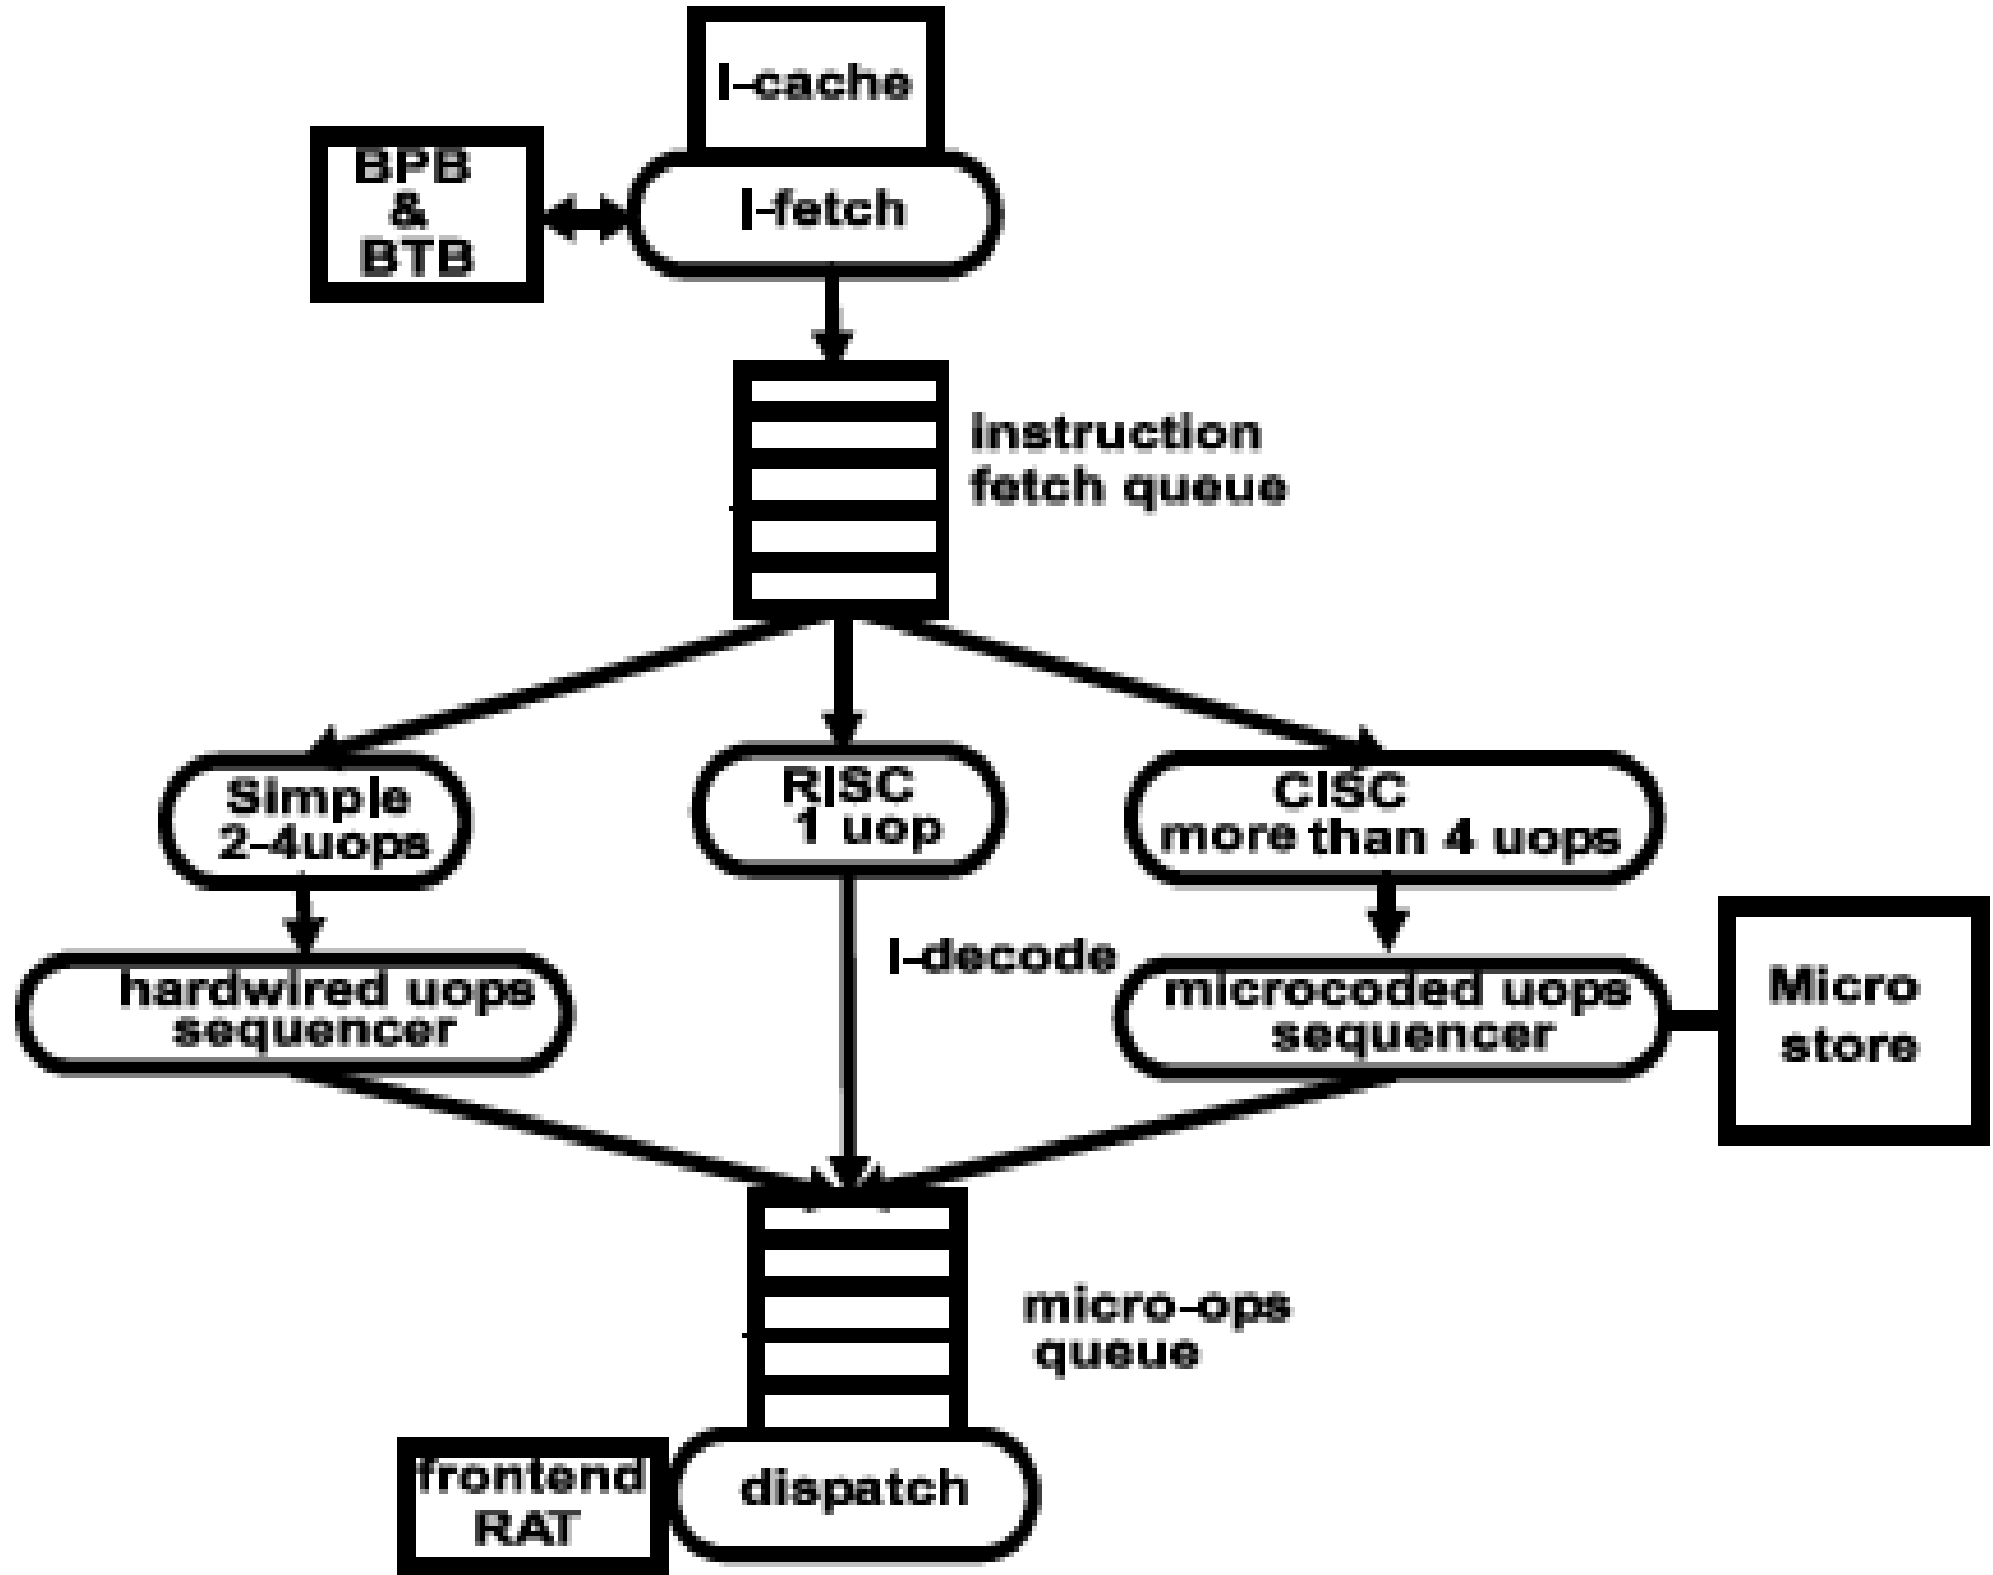 I-cache
BPB
&
BTB
I-fetch
instruction
fetch queue
Simple
2-4uops
RISC
1 uop
CISC
more than 4 uops
hardwired uops
sequencer
I-decode
microcoded uops
sequencer
Micro
store
micro-ops
queue
frontend
RAT
dispatch